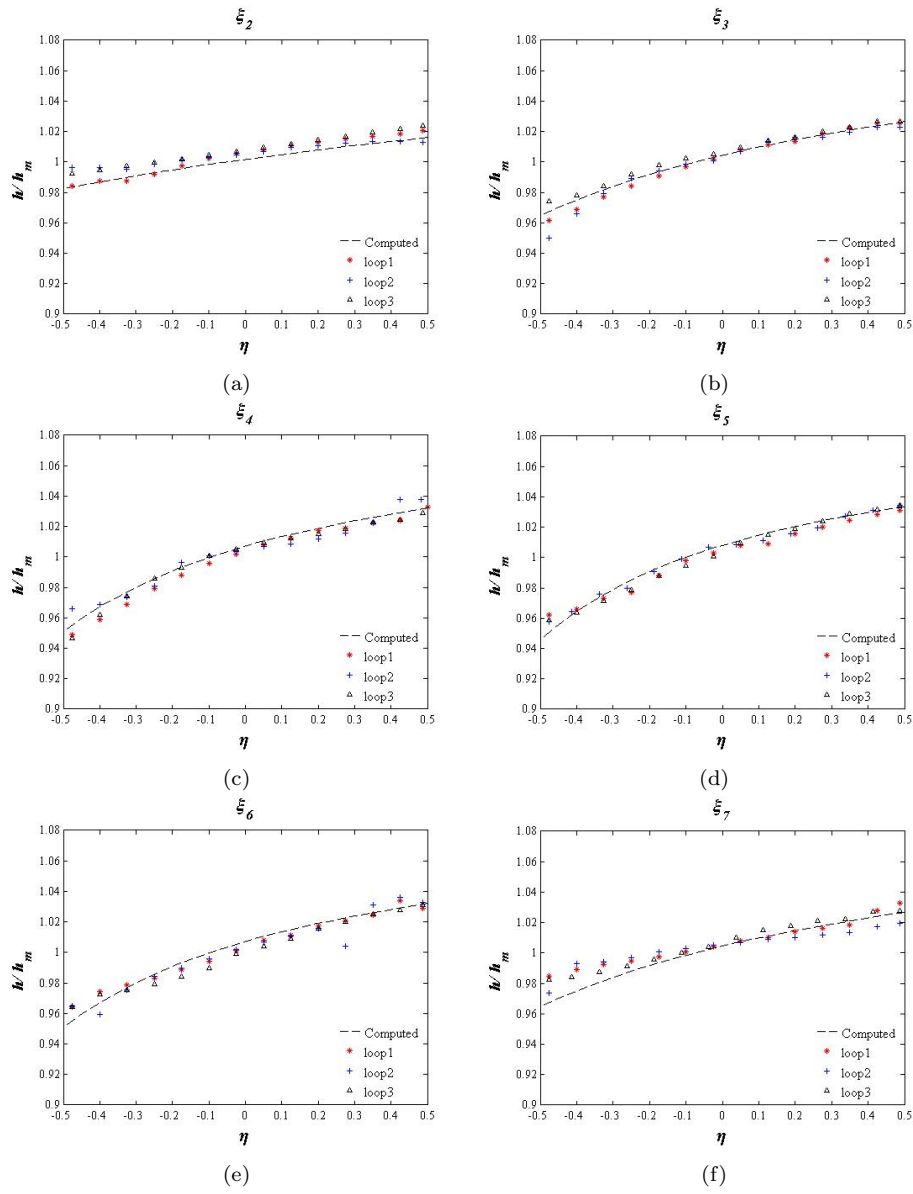 ξ2 ξ3
1.08 1.08
1.06 1.06
1.04 1.04
1.02 1.02
h/ h_m 1 h/ h_m 1
0.98 0.98
0.96 0.96
0.94 Computed 0.94 Computed
loop1 loop1
0.92 loop2 0.92 loop2
loop3 loop3
0.9 0.9
-0.5 -0.4 -0.3 -0.2 -0.1 0 0.1 0.2 0.3 0.4 0.5 -0.5 -0.4 -0.3 -0.2 -0.1 0 0.1 0.2 0.3 0.4 0.5
η η
(a) (b)
ξ4 ξ5
1.08 1.08
1.06 1.06
1.04 1.04
1.02 1.02
h/ h_m 1 h/ h_m 1
0.98 0.98
0.96 0.96
0.94 Computed 0.94 Computed
loop1 loop1
0.92 loop2 0.92 loop2
loop3 loop3
0.9 0.9
-0.5 -0.4 -0.3 -0.2 -0.1 0 0.1 0.2 0.3 0.4 0.5 -0.5 -0.4 -0.3 -0.2 -0.1 0 0.1 0.2 0.3 0.4 0.5
η η
(c) (d)
ξ6 ξ7
1.08 1.08
1.06 1.06
1.04 1.04
1.02 1.02
h/ h_m 1 h/ h_m 1
0.98 0.98
0.96 0.96
0.94 Computed 0.94 Computed
loop1 loop1
0.92 loop2 0.92 loop2
loop3 loop3
0.9 0.9
-0.5 -0.4 -0.3 -0.2 -0.1 0 0.1 0.2 0.3 0.4 0.5 -0.5 -0.4 -0.3 -0.2 -0.1 0 0.1 0.2 0.3 0.4 0.5
η η
(e) (f)